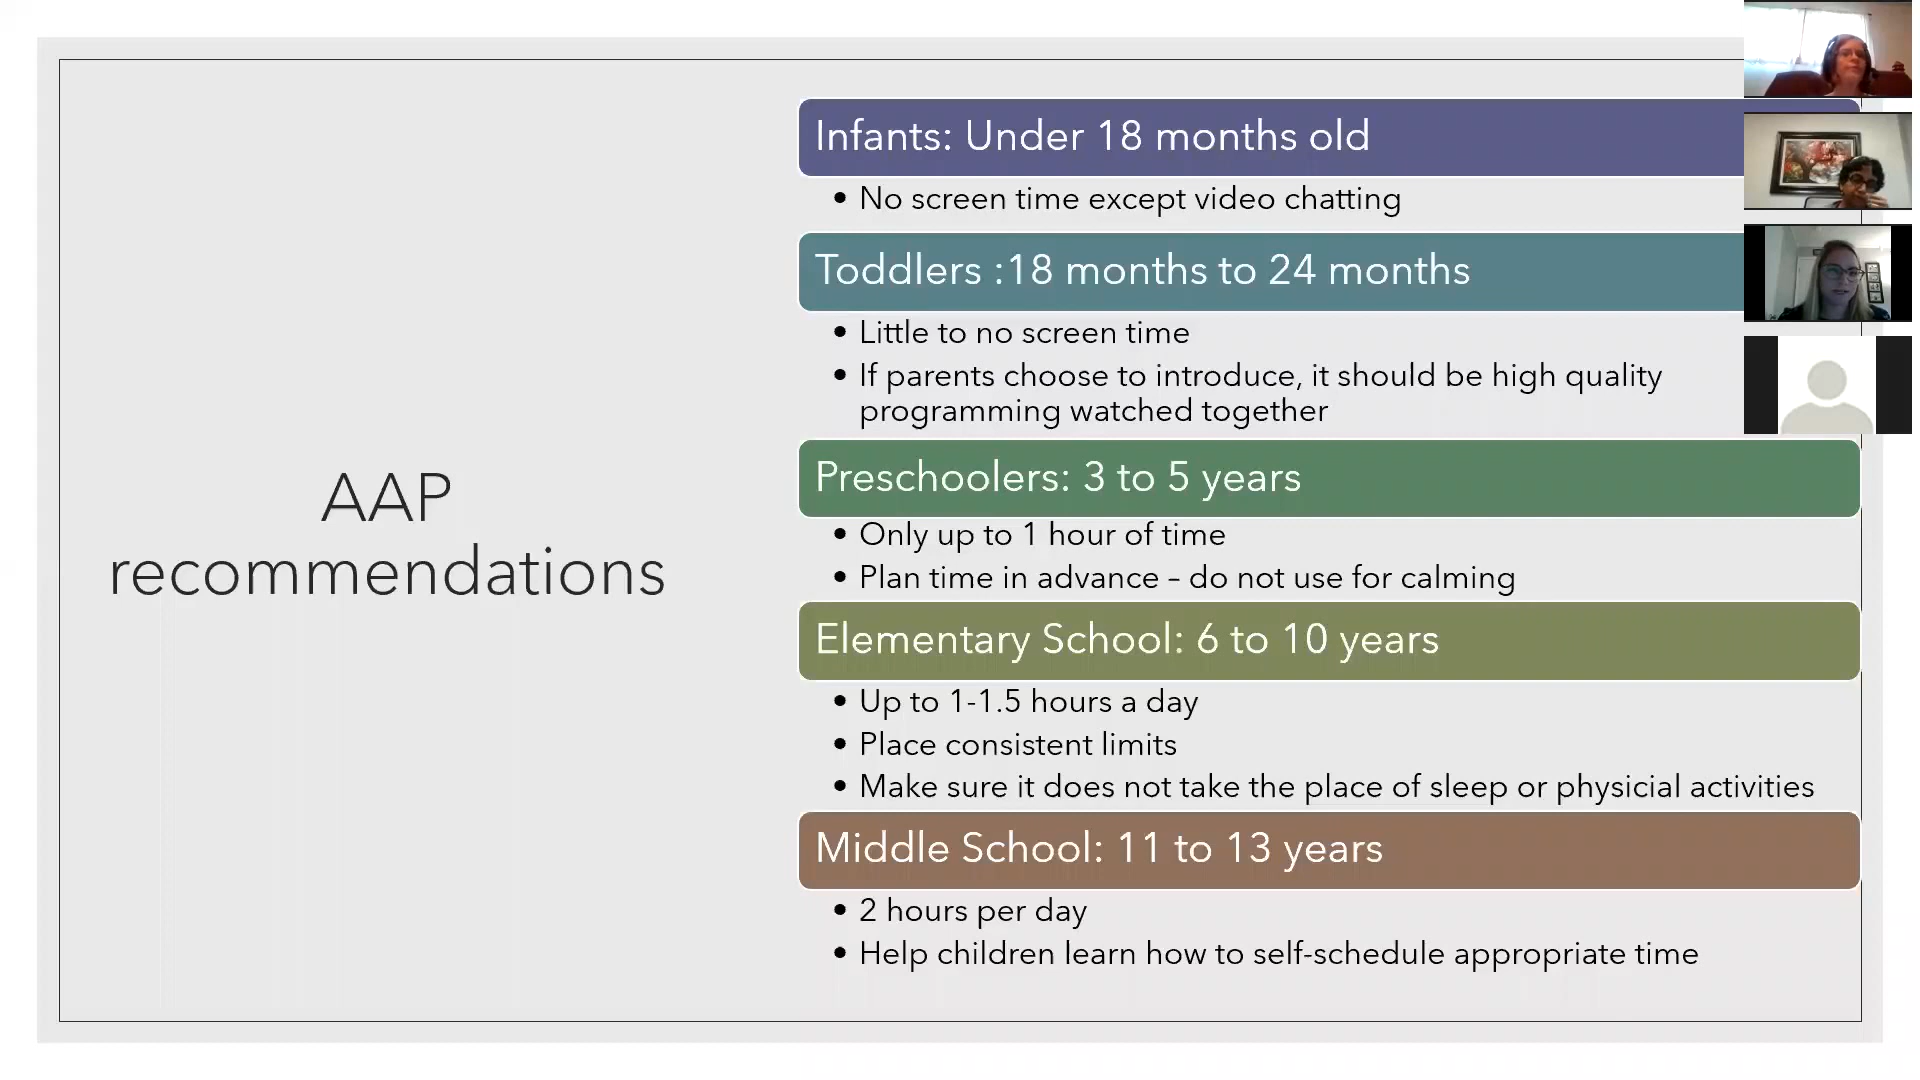 AAP
recommendations
Infants: Under 18 months old
• No screen time except video chatting
Toddlers :18 months to 24 months
• Little to no screen time
• If parents choose to introduce, it should be high quality
programming watched together
Preschoolers: 3 to 5 years
• Only up to 1 hour of time
• Plan time in advance – do not use for calming
Elementary School: 6 to 10 years
• Up to 1-1.5 hours a day
• Place consistent limits
• Make sure it does not take the place of sleep or physicial activities
Middle School: 11 to 13 years
• 2 hours per day
• Help children learn how to self-schedule appropriate time